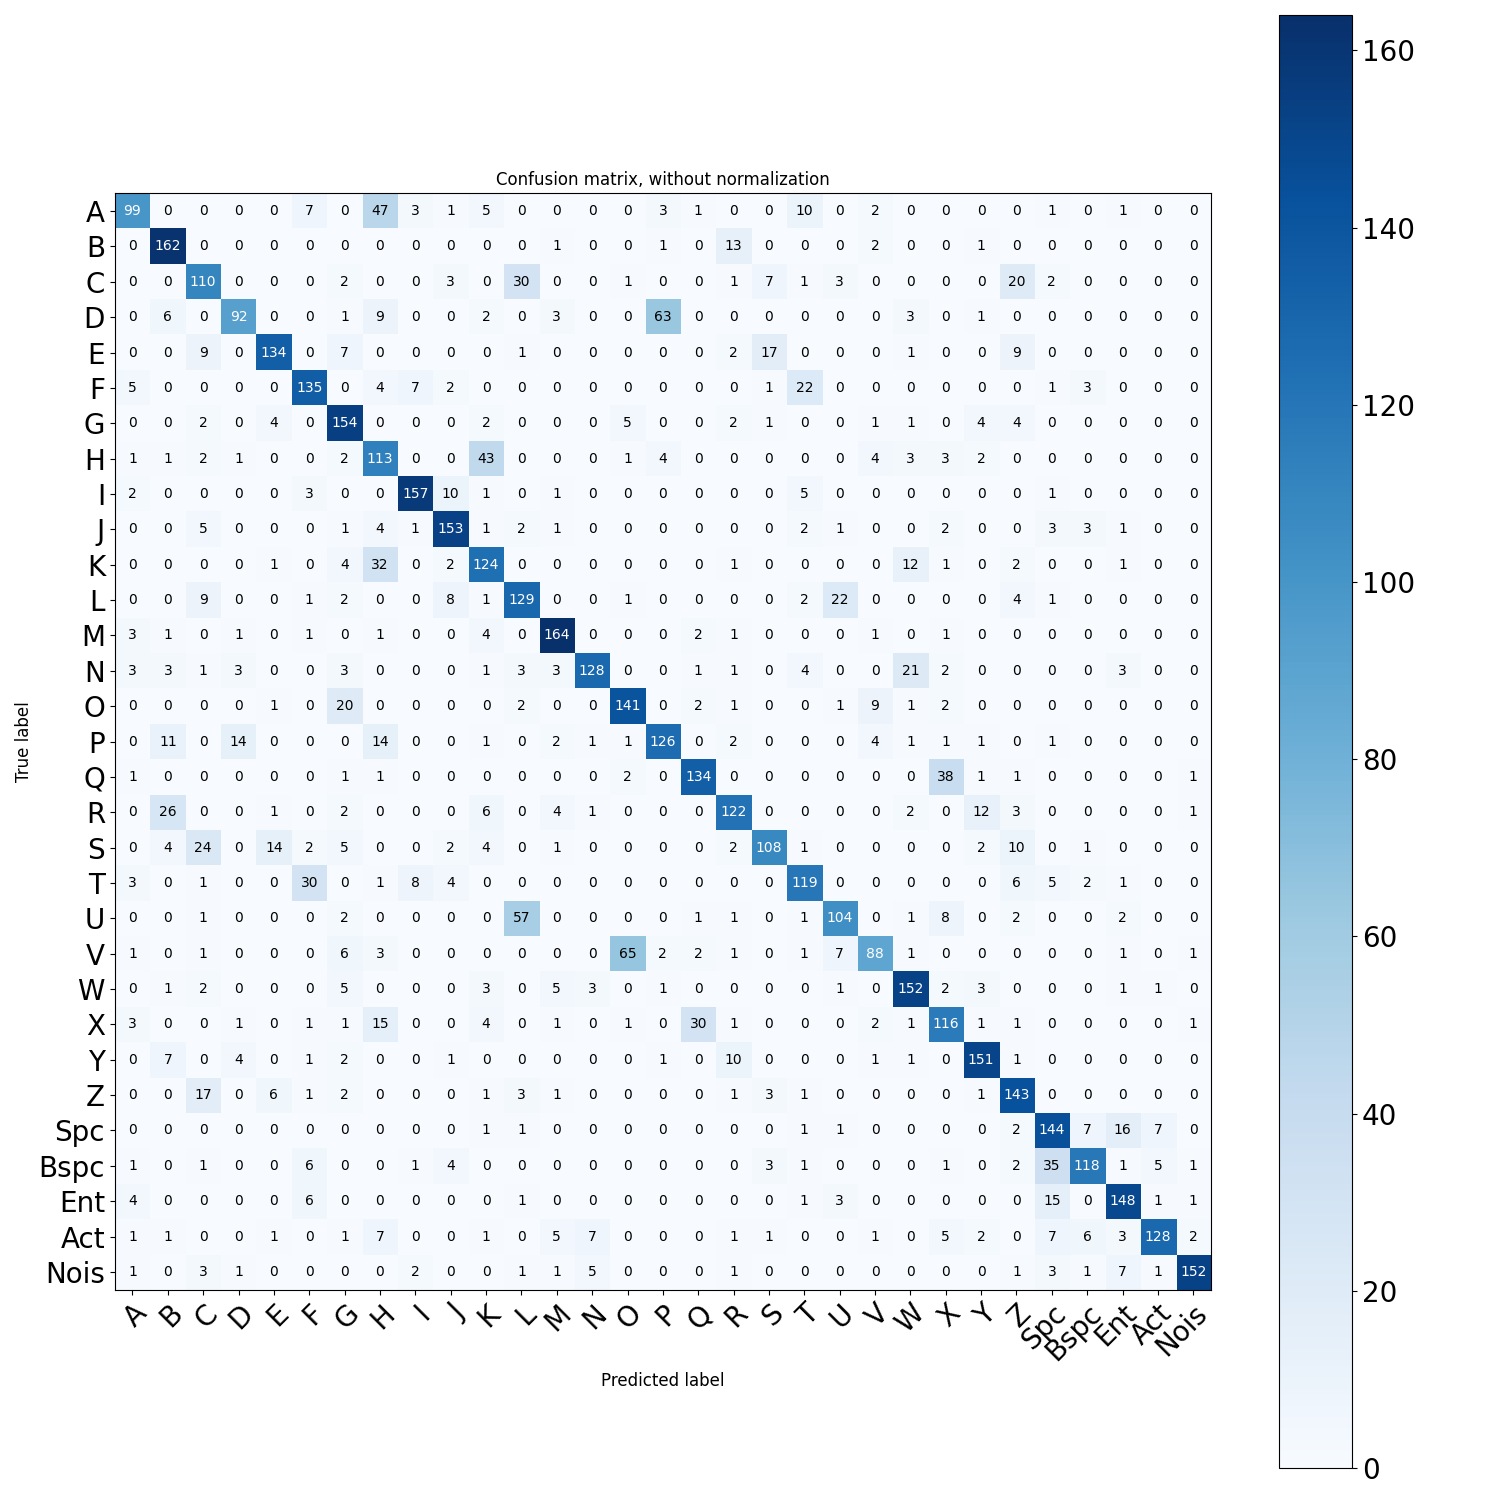 Confusion matrix, without normalization
A 99 0 0 0 0 7 0 47 3 1 5 0 0 0 0 3 1 0 0 10 0 2 0 0 0 0 1 0 1 0 0
B 0 162 0 0 0 0 0 0 0 0 0 0 1 0 0 1 0 13 0 0 0 2 0 0 1 0 0 0 0 0 0
C 0 0 110 0 0 0 2 0 0 3 0 30 0 0 1 0 0 1 7 1 3 0 0 0 0 20 2 0 0 0 0
D 0 6 0 92 0 0 1 9 0 0 2 0 3 0 0 63 0 0 0 0 0 0 3 0 1 0 0 0 0 0 0
E 0 0 9 0 134 0 7 0 0 0 0 1 0 0 0 0 0 2 17 0 0 0 1 0 0 9 0 0 0 0 0
F 5 0 0 0 0 135 0 4 7 2 0 0 0 0 0 0 0 0 1 22 0 0 0 0 0 0 1 3 0 0 0
G 0 0 2 0 4 0 154 0 0 0 2 0 0 0 5 0 0 2 1 0 0 1 1 0 4 4 0 0 0 0 0
H 1 1 2 1 0 0 2 113 0 0 43 0 0 0 1 4 0 0 0 0 0 4 3 3 2 0 0 0 0 0 0
I 2 0 0 0 0 3 0 0 157 10 1 0 1 0 0 0 0 0 0 5 0 0 0 0 0 0 1 0 0 0 0
J 0 0 5 0 0 0 1 4 1 153 1 2 1 0 0 0 0 0 0 2 1 0 0 2 0 0 3 3 1 0 0
K 0 0 0 0 1 0 4 32 0 2 124 0 0 0 0 0 0 1 0 0 0 0 12 1 0 2 0 0 1 0 0
L 0 0 9 0 0 1 2 0 0 8 1 129 0 0 1 0 0 0 0 2 22 0 0 0 0 4 1 0 0 0 0
M 3 1 0 1 0 1 0 1 0 0 4 0 164 0 0 0 2 1 0 0 0 1 0 1 0 0 0 0 0 0 0
N 3 3 1 3 0 0 3 0 0 0 1 3 3 128 0 0 1 1 0 4 0 0 21 2 0 0 0 0 3 0 0
O 0 0 0 0 1 0 20 0 0 0 0 2 0 0 141 0 2 1 0 0 1 9 1 2 0 0 0 0 0 0 0
P 0 11 0 14 0 0 0 14 0 0 1 0 2 1 1 126 0 2 0 0 0 4 1 1 1 0 1 0 0 0 0
Q 1 0 0 0 0 0 1 1 0 0 0 0 0 0 2 0 134 0 0 0 0 0 0 38 1 1 0 0 0 0 1
R 0 26 0 0 1 0 2 0 0 0 6 0 4 1 0 0 0 122 0 0 0 0 2 0 12 3 0 0 0 0 1
S 0 4 24 0 14 2 5 0 0 2 4 0 1 0 0 0 0 2 108 1 0 0 0 0 2 10 0 1 0 0 0
T 3 0 1 0 0 30 0 1 8 4 0 0 0 0 0 0 0 0 0 119 0 0 0 0 0 6 5 2 1 0 0
U 0 0 1 0 0 0 2 0 0 0 0 57 0 0 0 0 1 1 0 1 104 0 1 8 0 2 0 0 2 0 0
V 1 0 1 0 0 0 6 3 0 0 0 0 0 0 65 2 2 1 0 1 7 88 1 0 0 0 0 0 1 0 1
W 0 1 2 0 0 0 5 0 0 0 3 0 5 3 0 1 0 0 0 0 1 0 152 2 3 0 0 0 1 1 0
X 3 0 0 1 0 1 1 15 0 0 4 0 1 0 1 0 30 1 0 0 0 2 1 116 1 1 0 0 0 0 1
Y 0 7 0 4 0 1 2 0 0 1 0 0 0 0 0 1 0 10 0 0 0 1 1 0 151 1 0 0 0 0 0
Z 0 0 17 0 6 1 2 0 0 0 1 3 1 0 0 0 0 1 3 1 0 0 0 0 1 143 0 0 0 0 0
Spc 0 0 0 0 0 0 0 0 0 0 1 1 0 0 0 0 0 0 0 1 1 0 0 0 0 2 144 7 16 7 0
Bspc 1 0 1 0 0 6 0 0 1 4 0 0 0 0 0 0 0 0 3 1 0 0 0 1 0 2 35 118 1 5 1
Ent 4 0 0 0 0 6 0 0 0 0 0 1 0 0 0 0 0 0 0 1 3 0 0 0 0 0 15 0 148 1 1
Act 1 1 0 0 1 0 1 7 0 0 1 0 5 7 0 0 0 1 1 0 0 1 0 5 2 0 7 6 3 128 2
Nois 1 0 3 1 0 0 0 0 2 0 0 1 1 5 0 0 0 1 0 0 0 0 0 0 0 1 3 1 7 1 152
A B C D E F G H I J K L M N O P Q R S T U V W X Y Z Spc Bspc Ent Act Nois
True label
Predicted label
160
140
120
100
80
60
40
20
0